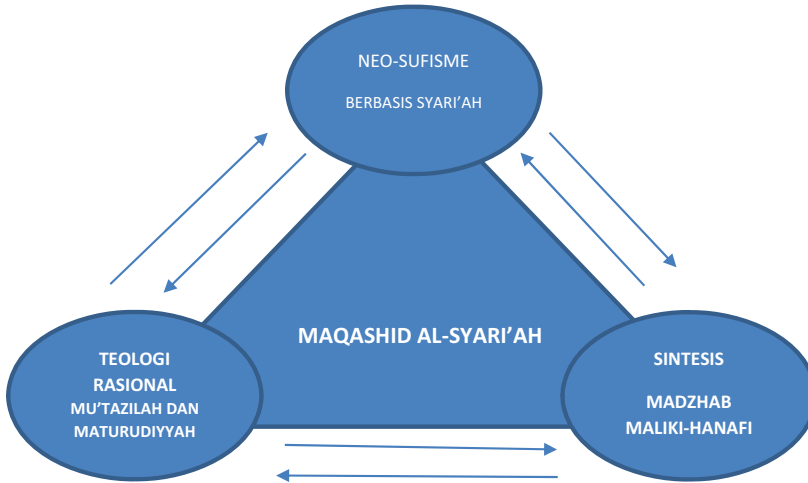 NEO-SUFISME
BERBASIS SYARI'AH
MAQASHID AL-SYARI'AH
TEOLOGI
RASIONAL
MU'TAZILAH DAN
MATURUDIYYAH
SINTESIS
MADZHAB
MALIKI-HANAFI